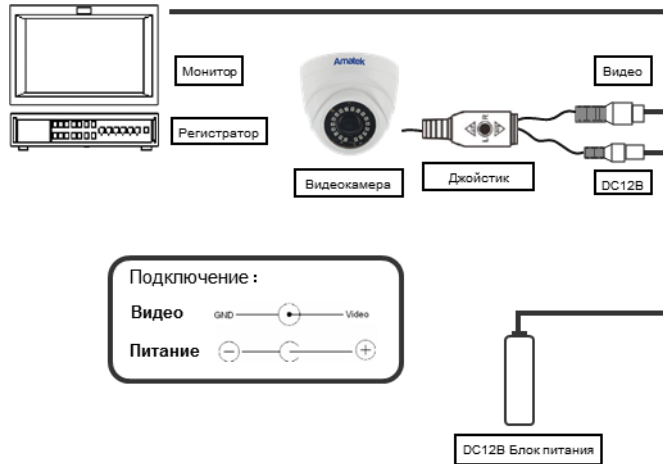 Amatek
Монитор
Видео
Регистратор
R
L
Видеокамера
Джойстик
DC12В
Подключение:
Видео GND Video
Питание - +
DC12В Блок питания